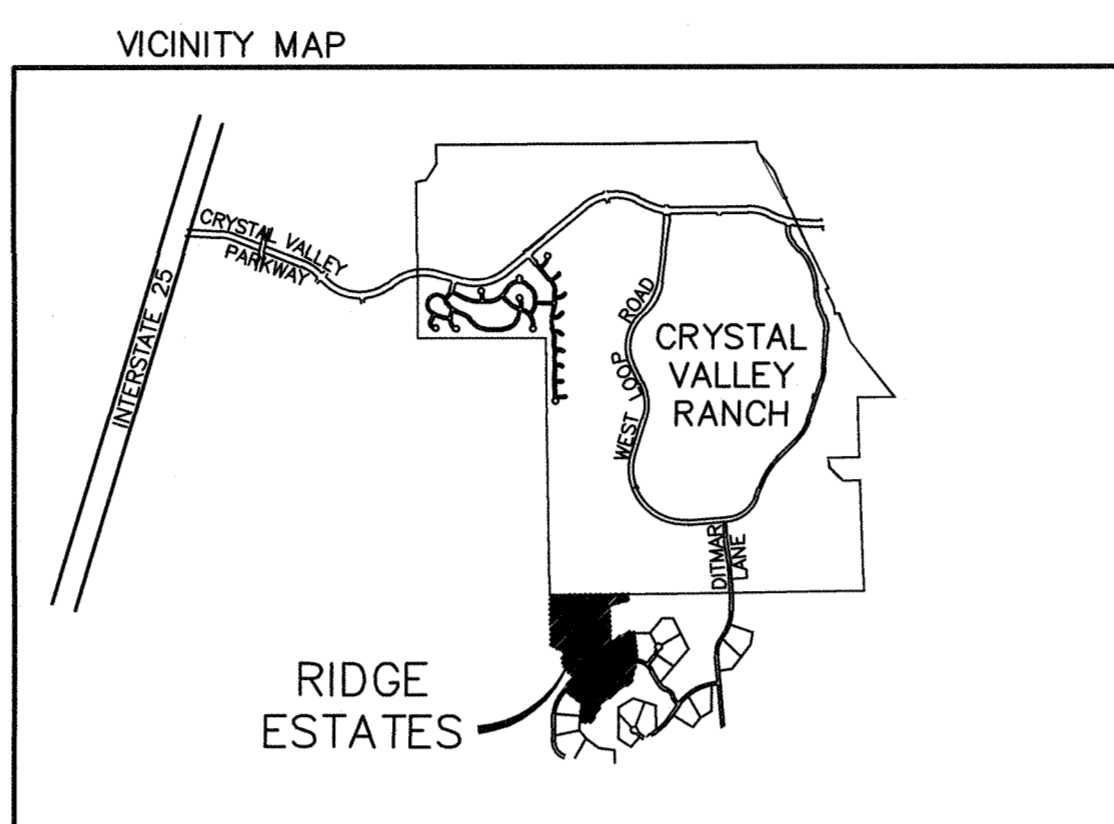 VICINITY MAP
CRYSTAL VALLEY
PARKWAY
INTERSTATE 25
WEST LOOP ROAD
CRYSTAL
VALLEY
RANCH
DITMAR
LANE
RIDGE
ESTATES